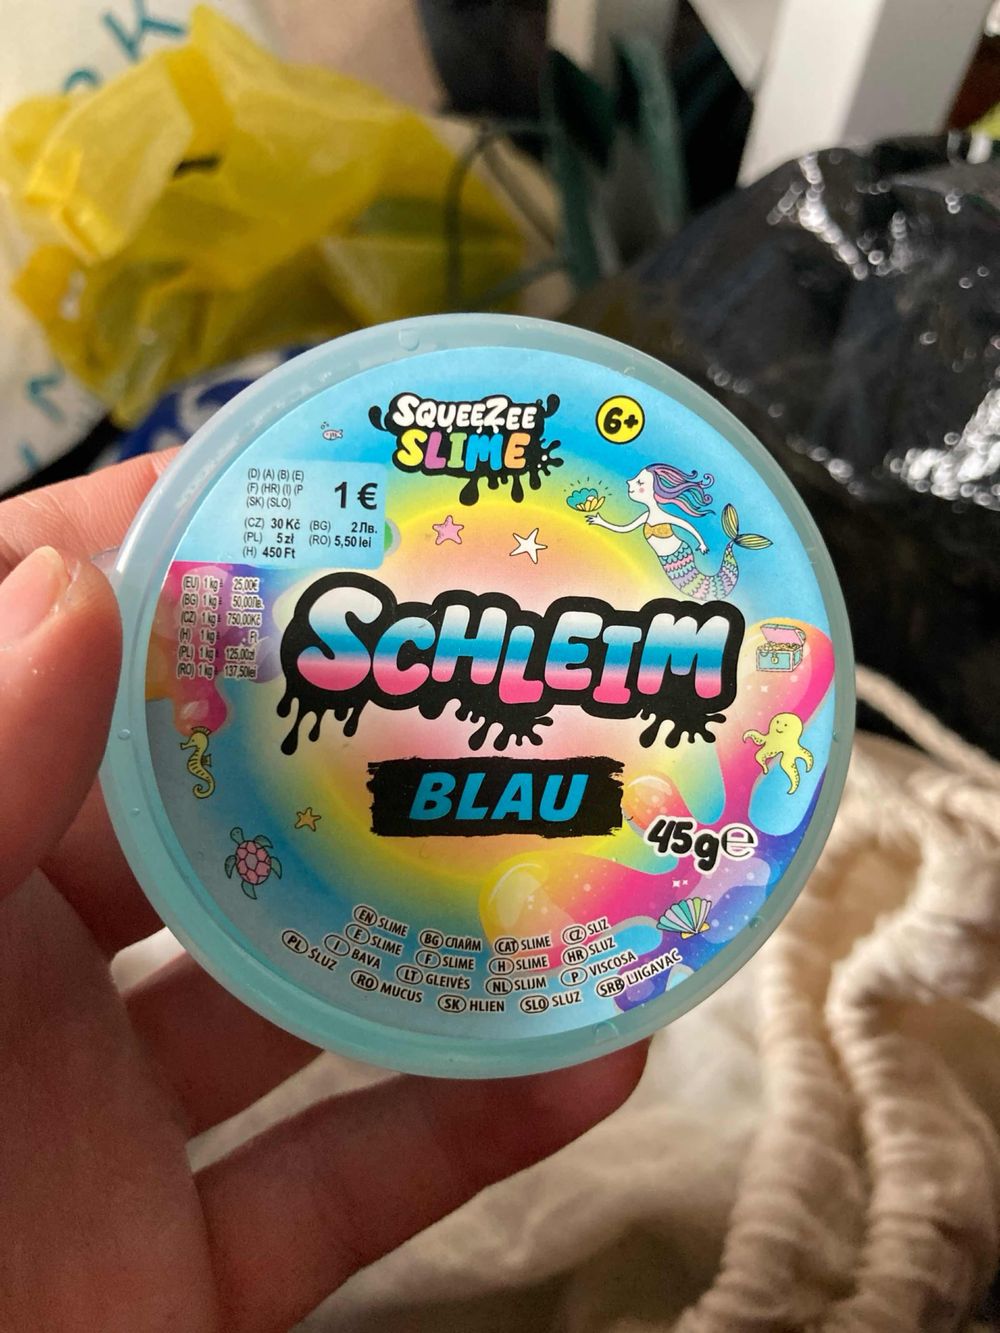 SQUEEZEE
SLIME
6+
(D) (A) (B) (E)
(F) (HR) (I) (P
(SK) (SLO)
1 €
(CZ) 30 Kč (BG) 2Лв.
(PL) 5 zł (RO) 5,50 lei
(H) 450 Ft
(EU) 1 kg = 25,00€
(BG) 1 kg = 50,00Лв.
(CZ) 1 kg = 750,00Kč
(H) 1 kg = Ft
(PL) 1 kg = 125,00zł
(RO) 1 kg = 137,50lei
SCHLEIM
BLAU
45g e
EN SLIME BG СЛАЙМ CAT SLIME CZ SLIZ
E SLIME F SLIME H SLIME HR SLUZ
PL ŚLUZ I BAVA LT GLEIVĖS NL SLIJM P VISCOSA
RO MUCUS SK HLIEN SLO SLUZ SRB LJIGAVAC